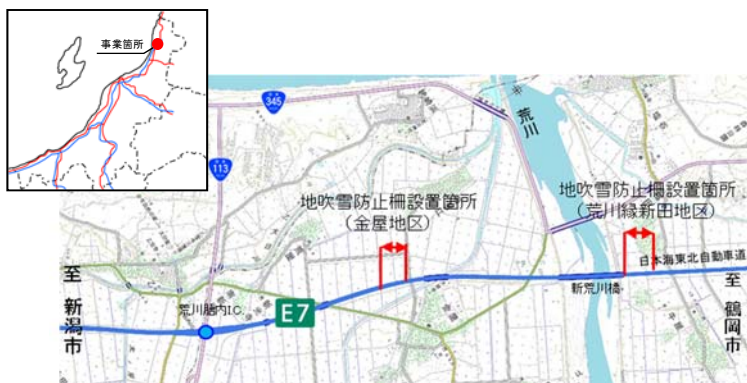 事業箇所
345
荒川
113
地吹雪防止柵設置箇所
（金屋地区）
地吹雪防止柵設置箇所
（荒川縁新田地区）
日本海東北自動車道
新荒川橋
至 新潟市
荒川胎内I.C.
E7
至 鶴岡市